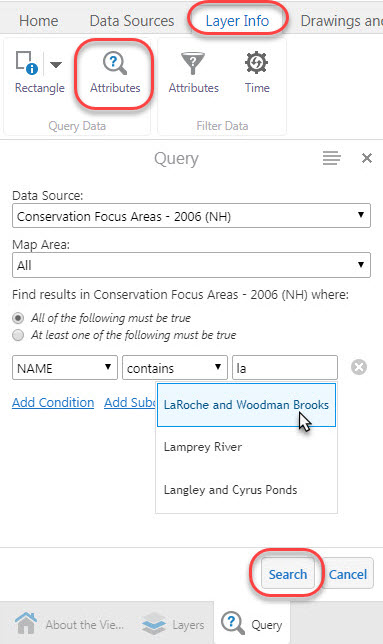 Home Data Sources Layer Info Drawings an
Rectangle Attributes Attributes Time
Query Data Filter Data
Query
Data Source:
Conservation Focus Areas - 2006 (NH)
Map Area:
All
Find results in Conservation Focus Areas - 2006 (NH) where:
All of the following must be true
At least one of the following must be true
NAME contains la
Add Condition Add Subc
LaRoche and Woodman Brooks
Lamprey River
Langley and Cyrus Ponds
Search Cancel
About the Vie... Layers Query